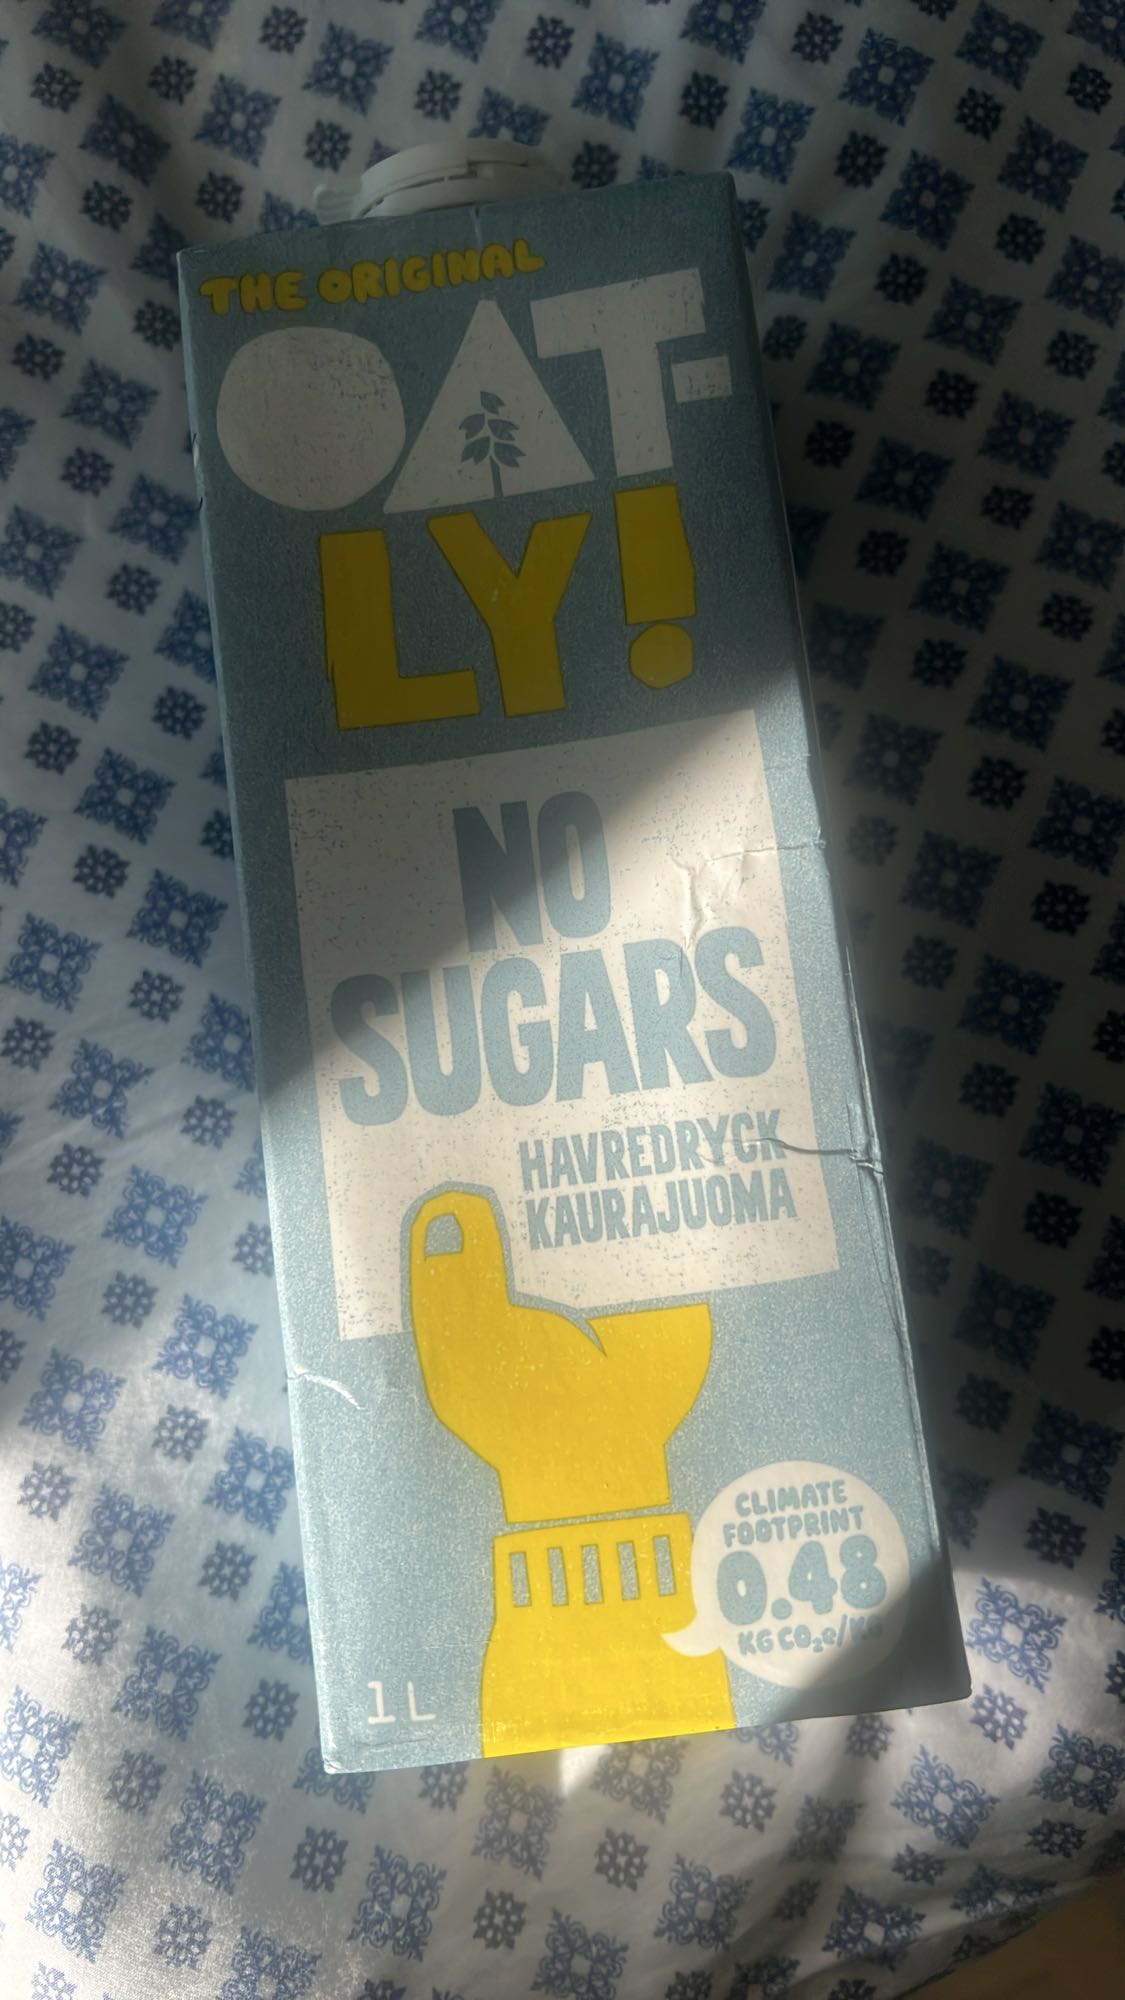 THE ORIGINAL
OAT-
LY!
NO
SUGARS
HAVREDRYCK
KAURAJUOMA
CLIMATE
FOOTPRINT
0.48
KG CO₂e/KG
1L